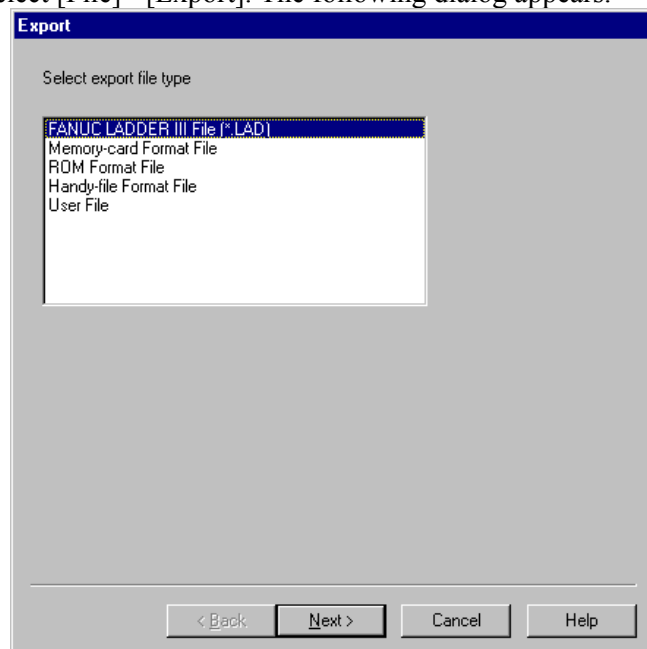 elect [File] - [Export]. The following dialog appears.
Export
Select export file type
FANUC LADDER III File (*.LAD)
Memory-card Format File
ROM Format File
Handy-file Format File
User File
< Back
Next >
Cancel
Help